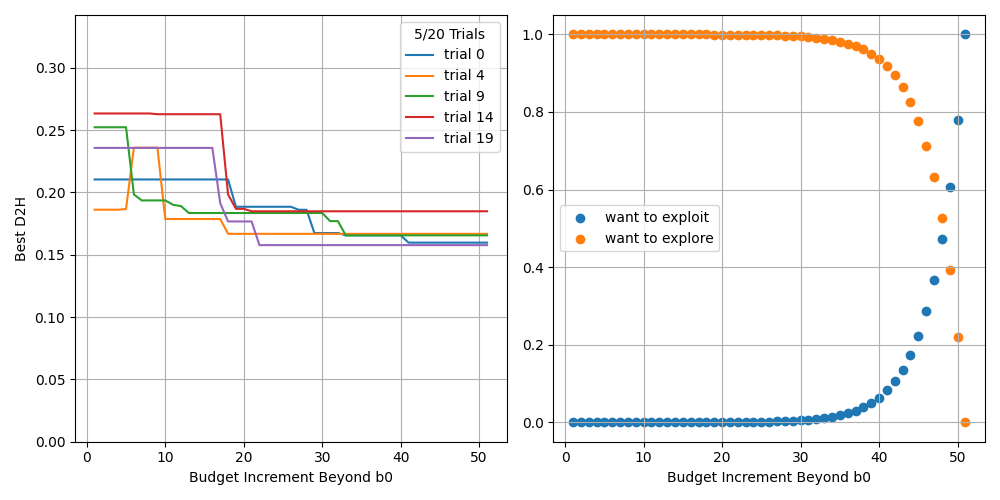 5/20 Trials
trial 0
trial 4
trial 9
trial 14
trial 19
0.30
0.25
0.20
0.15
0.10
0.05
0.00
Best D2H
0 10 20 30 40 50
Budget Increment Beyond b0
1.0
0.8
0.6
0.4
0.2
0.0
want to exploit
want to explore
0 10 20 30 40 50
Budget Increment Beyond b0